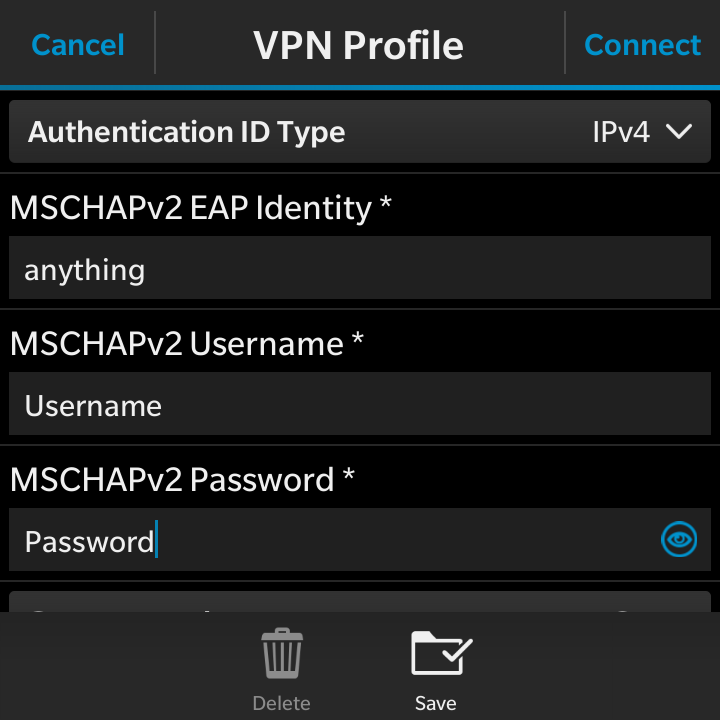 Cancel VPN Profile Connect
Authentication ID Type IPv4
MSCHAPv2 EAP Identity *
anything
MSCHAPv2 Username *
Username
MSCHAPv2 Password *
Password
Delete Save